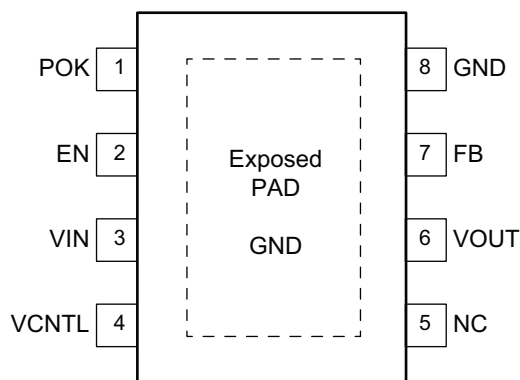 POK 1
8 GND
EN 2
7 FB
Exposed
PAD
VIN 3
GND
6 VOUT
VCNTL 4
5 NC